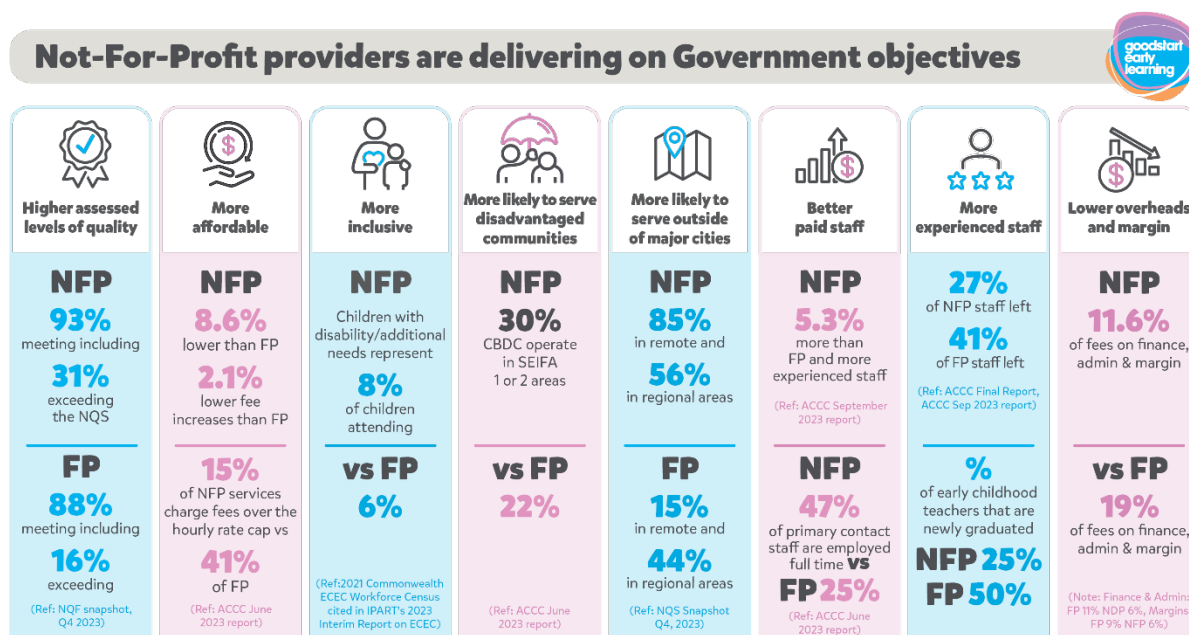 Not-For-Profit providers are delivering on Government objectives
goodstart
early
learning
Higher assessed
levels of quality
NFP
93%
meeting including
31%
exceeding
the NQS
FP
88%
meeting including
16%
exceeding
(Ref: NQF snapshot,
Q4 2023)
$
More
affordable
NFP
8.6%
lower than FP
2.1%
lower fee
increases than FP
15%
of NFP services
charge fees over the
hourly rate cap vs
41%
of FP
(Ref: ACCC June
2023 report)
More
inclusive
NFP
Children with
disability/additional
needs represent
8%
of children
attending
vs FP
6%
(Ref:2021 Commonwealth
ECEC Workforce Census
cited in IPART's 2023
Interim Report on ECEC)
More likely to serve
disadvantaged
communities
NFP
30%
CBDC operate
in SEIFA
1 or 2 areas
vs FP
22%
(Ref: ACCC June
2023 report)
More likely to
serve outside
of major cities
NFP
85%
in remote and
56%
in regional areas
FP
15%
in remote and
44%
in regional areas
(Ref: NQS Snapshot
Q4, 2023)
$
Better
paid staff
NFP
5.3%
more than
FP and more
experienced staff
(Ref: ACCC September
2023 report)
NFP
47%
of primary contact
staff are employed
full time vs
FP 25%
(Ref: ACCC June
2023 report)
More
experienced staff
27%
of NFP staff left
41%
of FP staff left
(Ref: ACCC Final Report,
ACCC Sep 2023 report)
%
of early childhood
teachers that are
newly graduated
NFP 25%
FP 50%
$
Lower overheads
and margin
NFP
11.6%
of fees on finance,
admin & margin
vs FP
19%
of fees on finance,
admin & margin
(Note: Finance & Admin:
FP 11% NDP 6%, Margins
FP 9% NFP 6%)